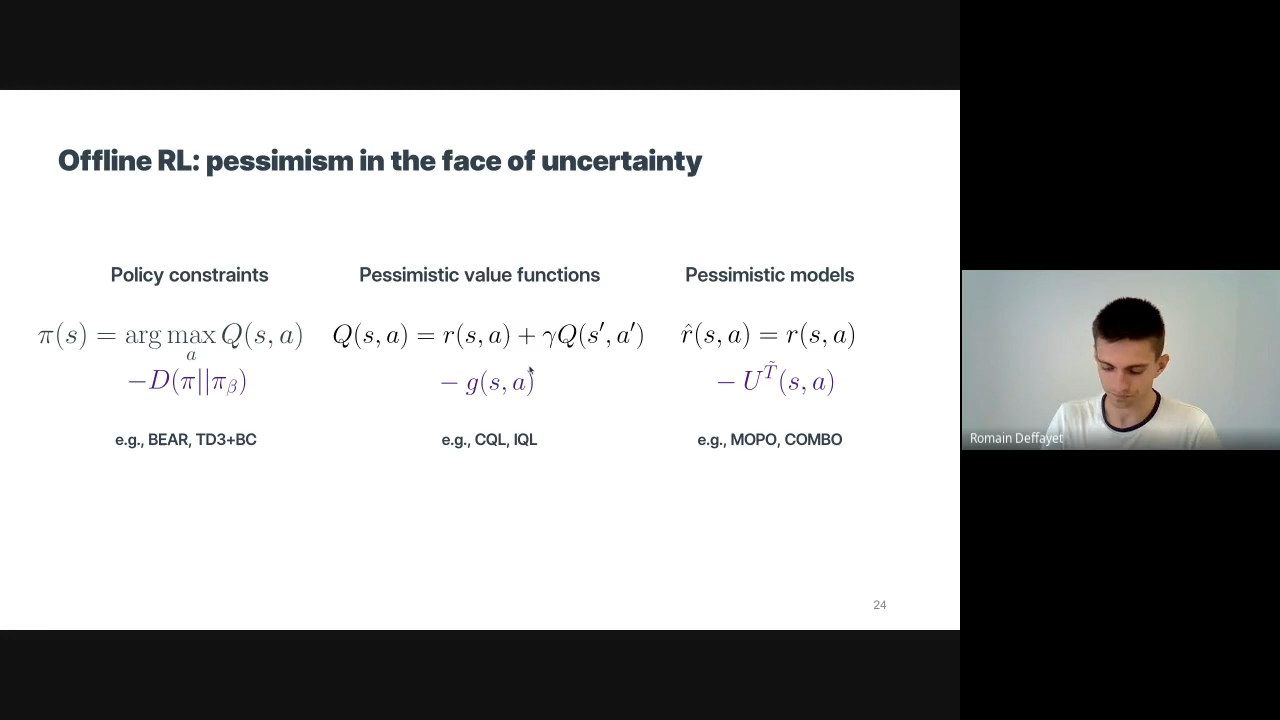 Offline RL: pessimism in the face of uncertainty
Policy constraints
π(s) = arg max Q(s, a)
a
−D(π||π_β)
e.g., BEAR, TD3+BC
Pessimistic value functions
Q(s, a) = r(s, a) + γQ(s′, a′)
− g(s, a)
e.g., CQL, IQL
Pessimistic models
r̂(s, a) = r(s, a)
− U^T̃(s, a)
e.g., MOPO, COMBO
24
Romain Deffayet